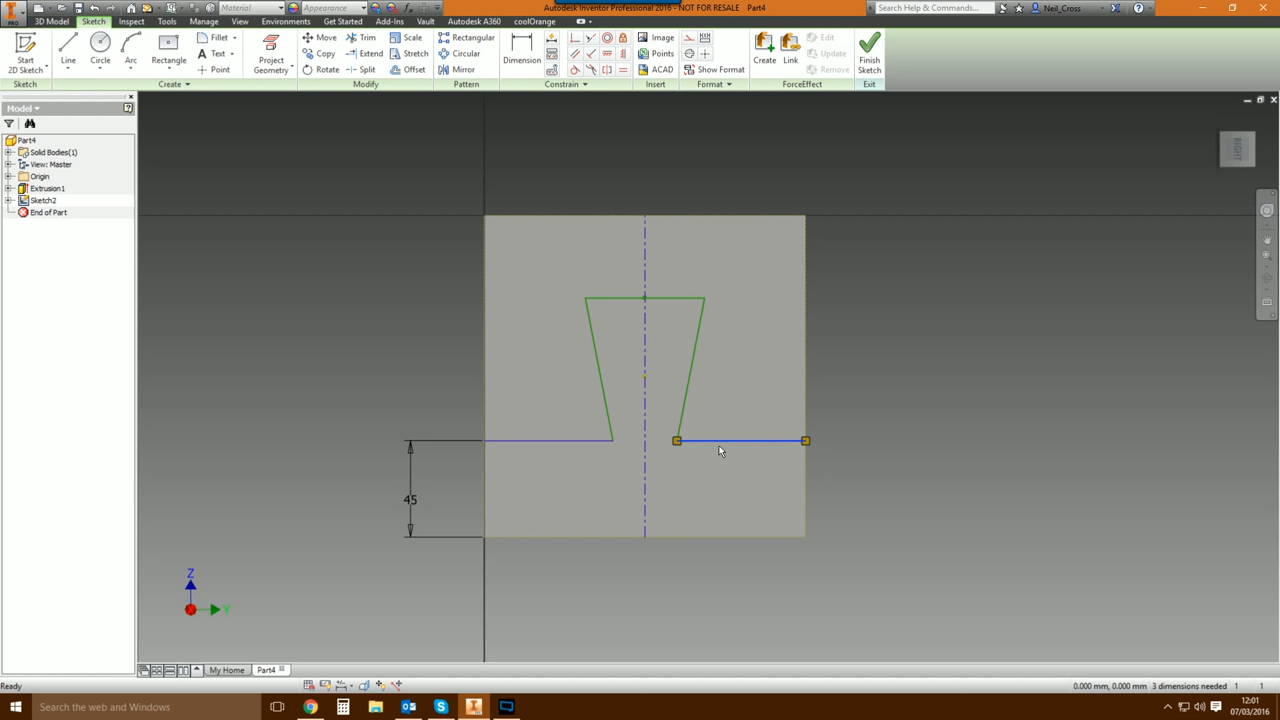 Material
Appearance
Autodesk Inventor Professional 2016 - NOT FOR RESALE Part4
Search Help & Commands...
Neil_Cross
PRO
3D Model Sketch Inspect Tools Manage View Environments Get Started Add-Ins Vault Autodesk A360 coolOrange
Start
2D Sketch
Line
Circle
Arc
Rectangle
Fillet
Text
Point
Project
Geometry
Move
Copy
Rotate
Trim
Extend
Split
Scale
Stretch
Offset
Rectangular
Circular
Mirror
Dimension
Image
Points
ACAD
Show Format
Create
Link
Edit
Update
Remove
Finish
Sketch
Sketch Create Modify Pattern Constrain Insert Format ForceEffect Exit
Model
Part4
Solid Bodies(1)
View: Master
Origin
Extrusion1
Sketch2
End of Part
RIGHT
45
Z
Y
My Home Part4
Ready
0.000 mm, 0.000 mm 3 dimensions needed 1 1
Search the web and Windows
12:01
07/03/2016